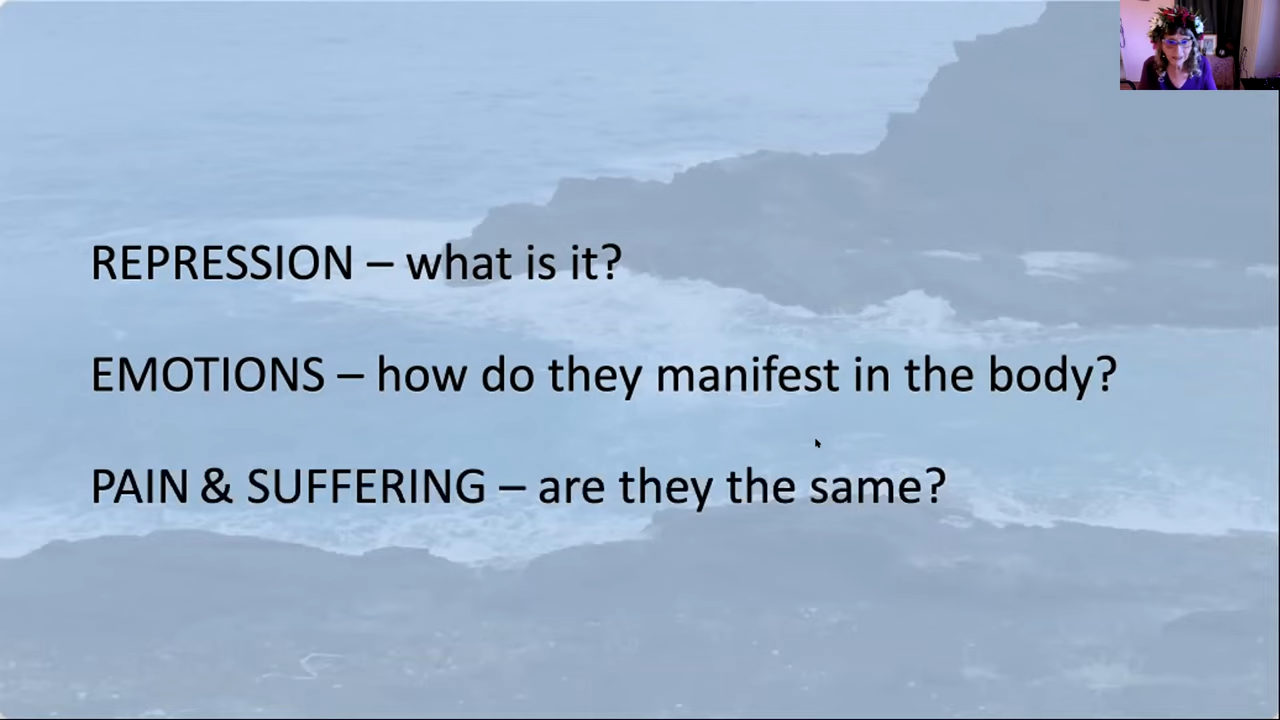 REPRESSION – what is it?
EMOTIONS – how do they manifest in the body?
PAIN & SUFFERING – are they the same?